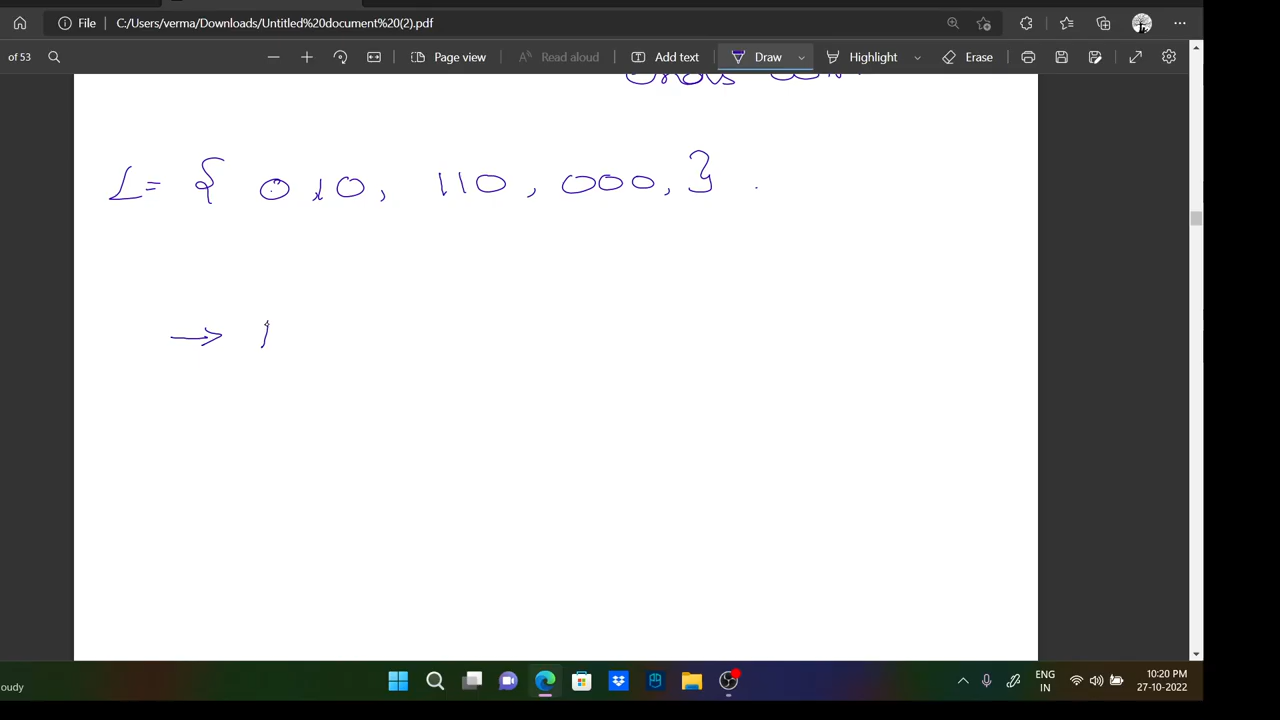 File C:/Users/verma/Downloads/Untitled%20document%20(2).pdf
of 53 Page view Read aloud Add text Draw Highlight Erase
L= { 010, 110, 000, }
→ 1
oudy
ENG
IN
10:20 PM
27-10-2022